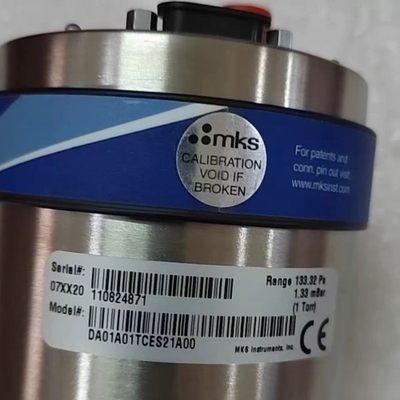 mks
CALIBRATION
VOID IF
BROKEN
For patents and
conn. pin out visit:
www.mksinst.com
Serial#:
07XX20 110824871
Model#:
DA01A01TCES21A00
Range 133.32 Pa
1.33 mBar
(1 Torr)
MKS Instruments, Inc.
CE